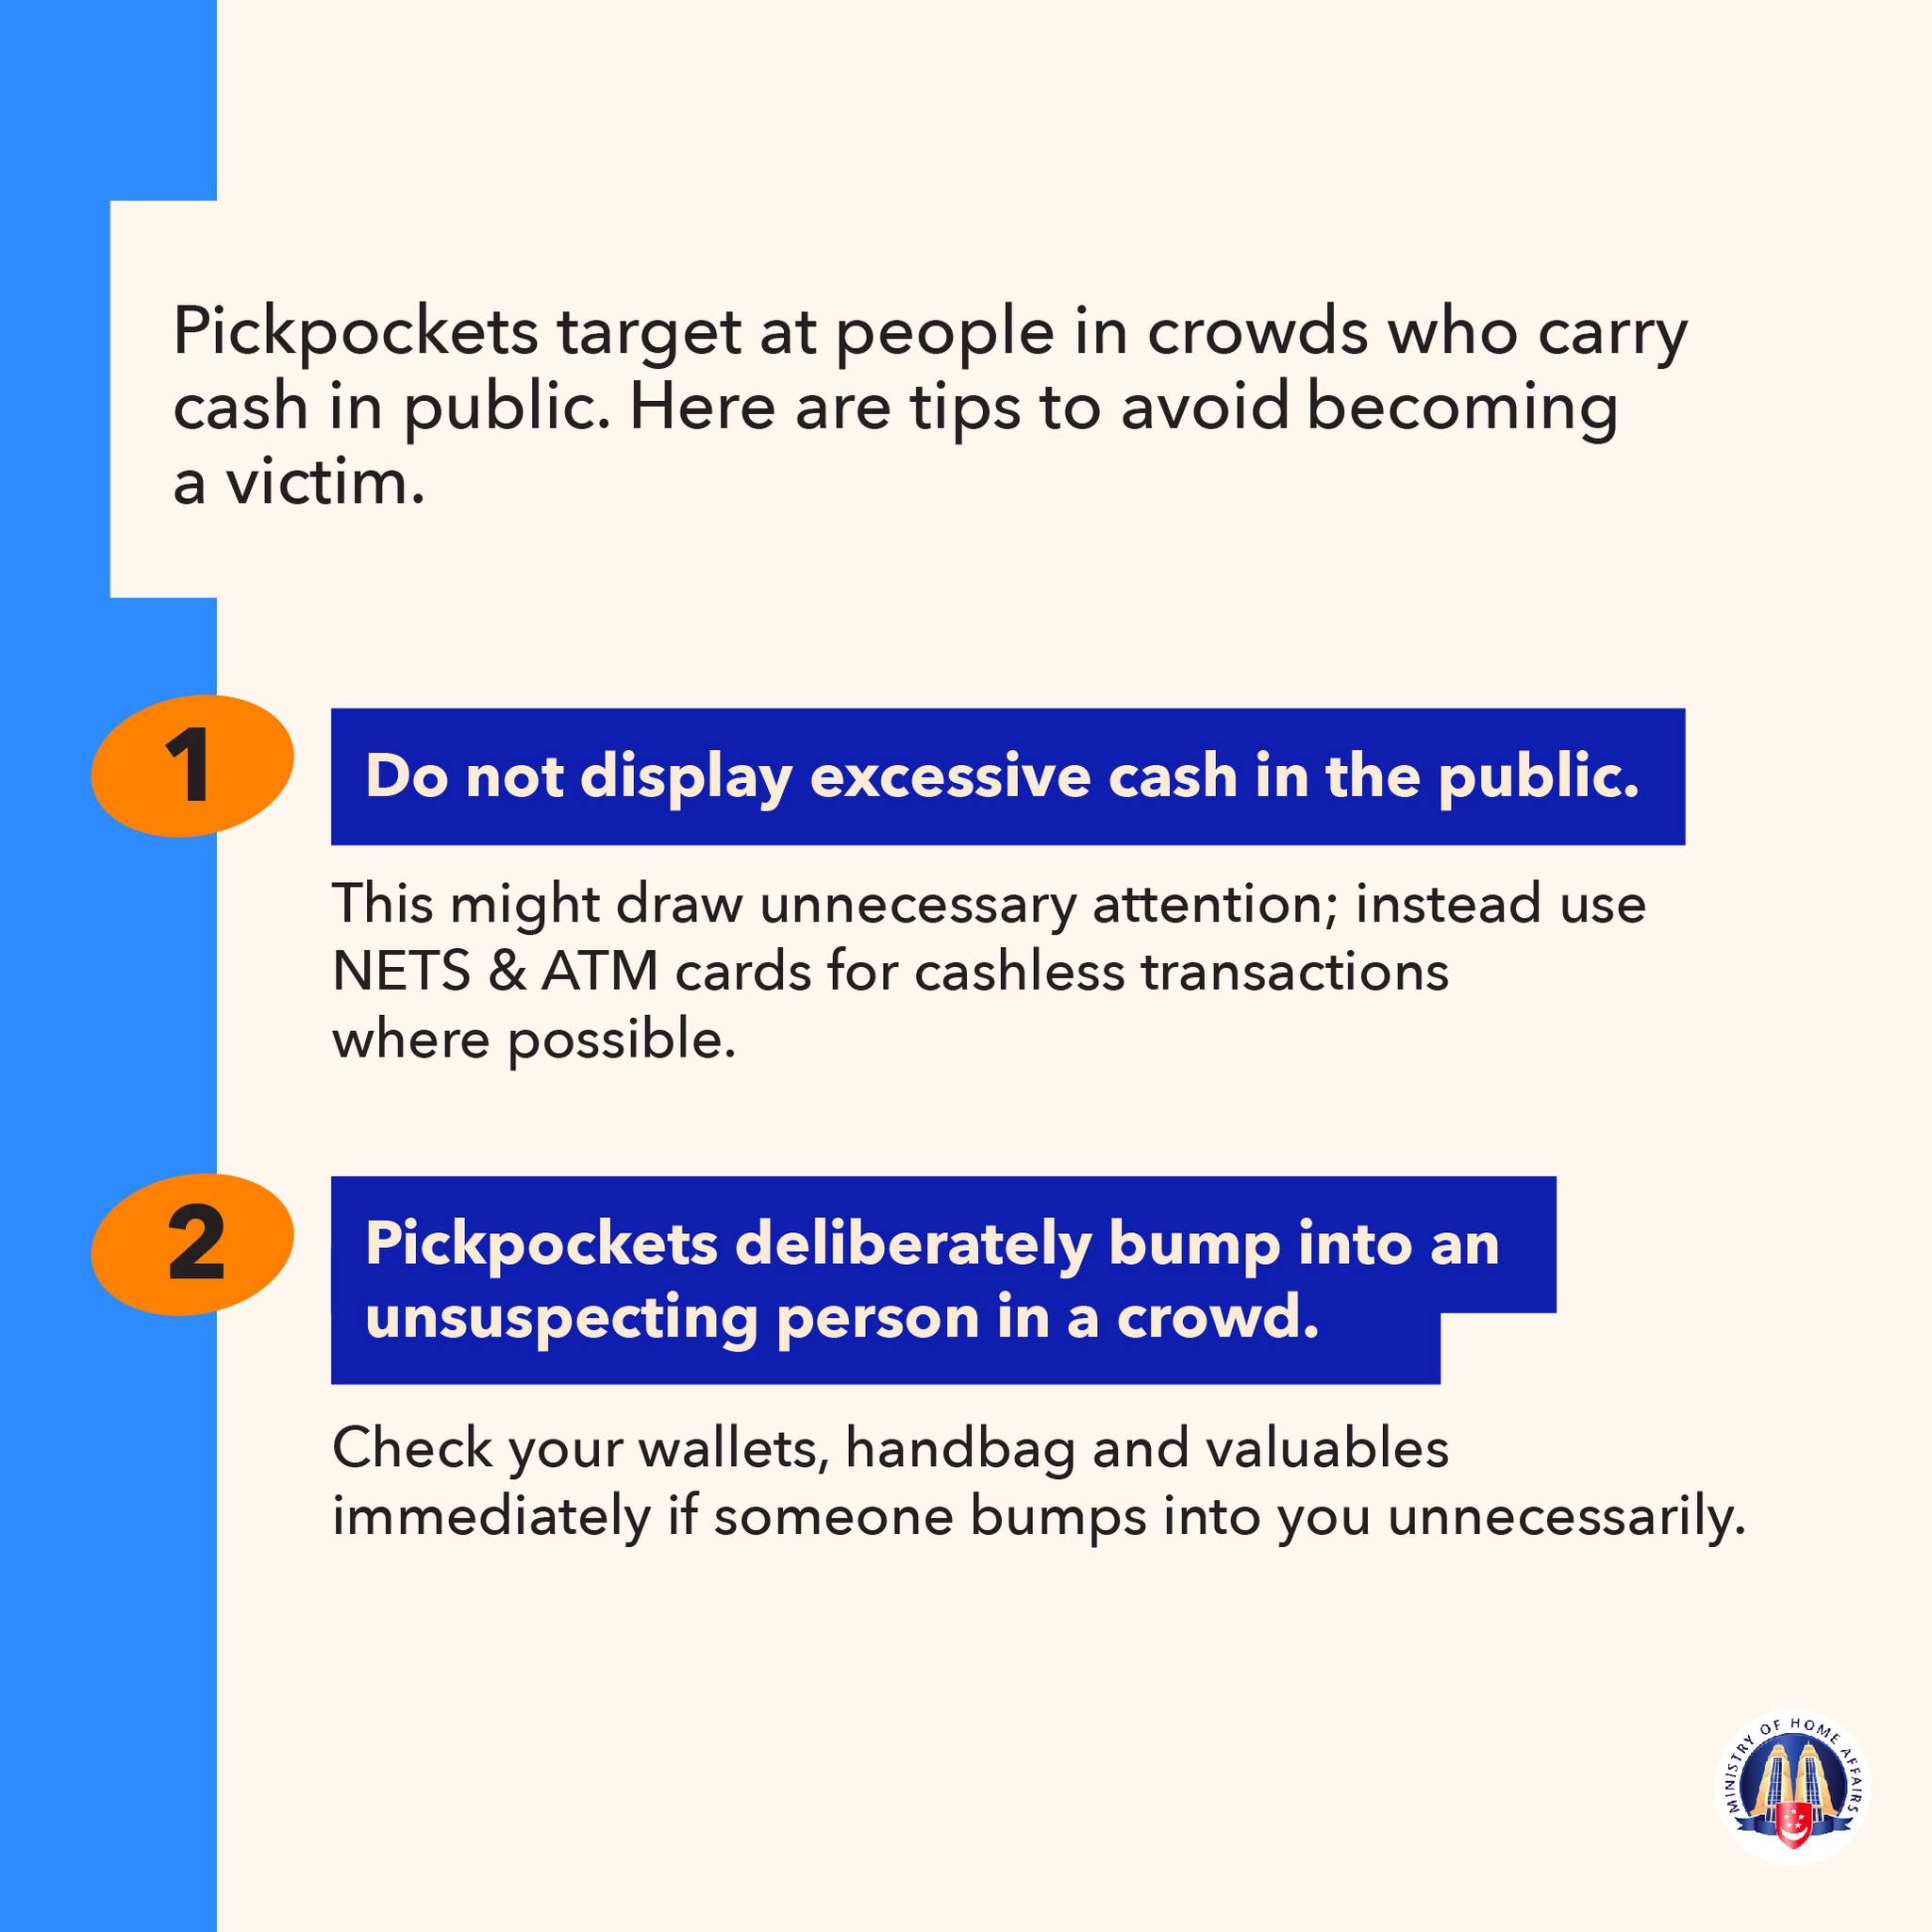 Pickpockets target at people in crowds who carry
cash in public. Here are tips to avoid becoming
a victim.
1
Do not display excessive cash in the public.
This might draw unnecessary attention; instead use
NETS & ATM cards for cashless transactions
where possible.
2
Pickpockets deliberately bump into an
unsuspecting person in a crowd.
Check your wallets, handbag and valuables
immediately if someone bumps into you unnecessarily.
MINISTRY OF HOME AFFAIRS